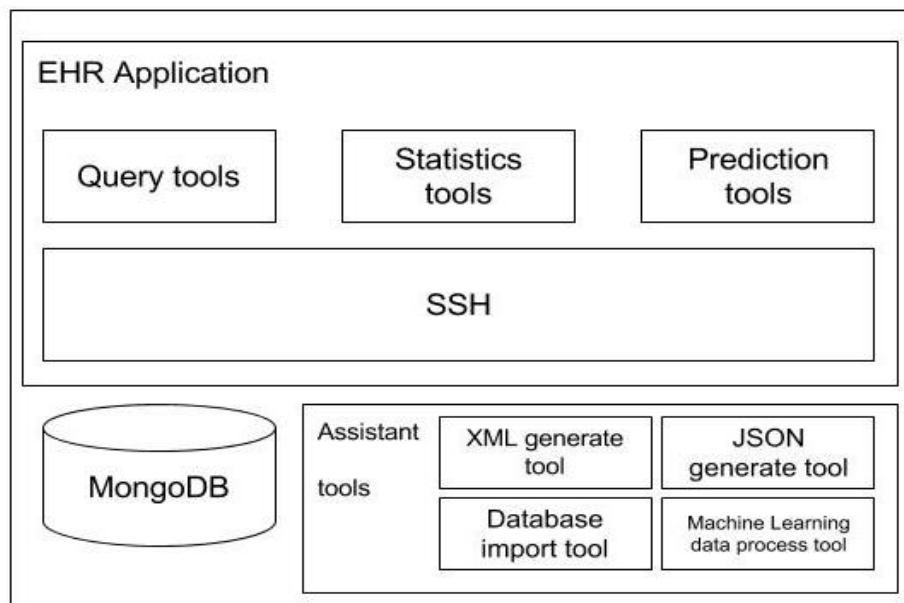 EHR Application
Query tools
Statistics
tools
Prediction
tools
SSH
MongoDB
Assistant
tools
XML generate
tool
JSON
generate tool
Database
import tool
Machine Learning
data process tool